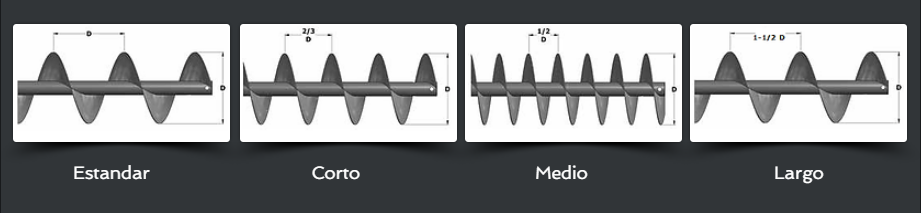 D
D
2/3
D
D
1/2
D
D
1-1/2 D
D
Estandar
Corto
Medio
Largo